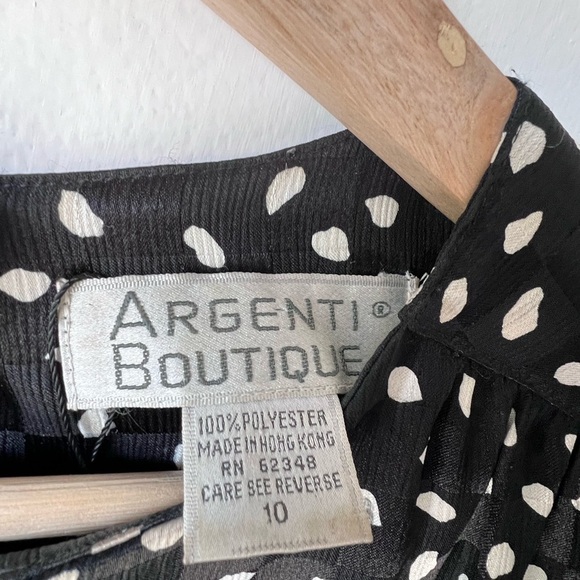 ARGENTI®
BOUTIQUE
100% POLYESTER
MADE IN HONG KONG
RN 62348
CARE SEE REVERSE
10